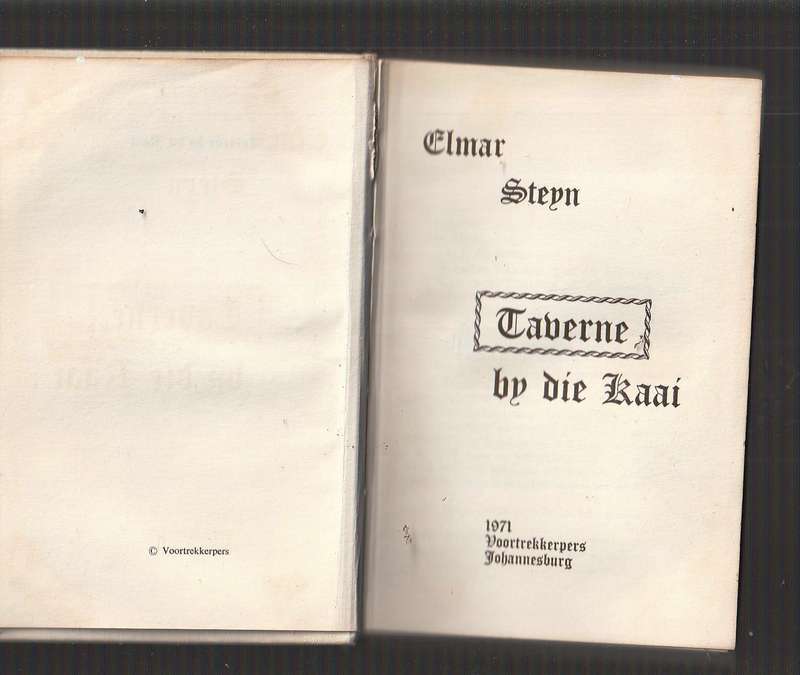 © Voortrekkerpers
Elmar
Steyn
Taverne
by die Kaai
1971
Voortrekkerpers
Johannesburg